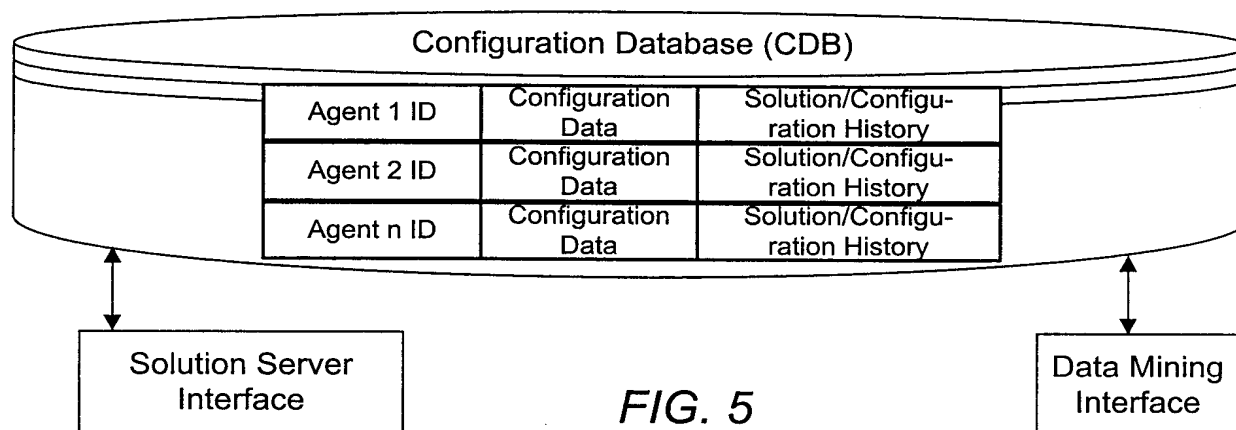 Configuration Database (CDB)
Agent 1 ID
Configuration
Data
Solution/Configu-
ration History
Agent 2 ID
Configuration
Data
Solution/Configu-
ration History
Agent n ID
Configuration
Data
Solution/Configu-
ration History
Solution Server
Interface
FIG. 5
Data Mining
Interface